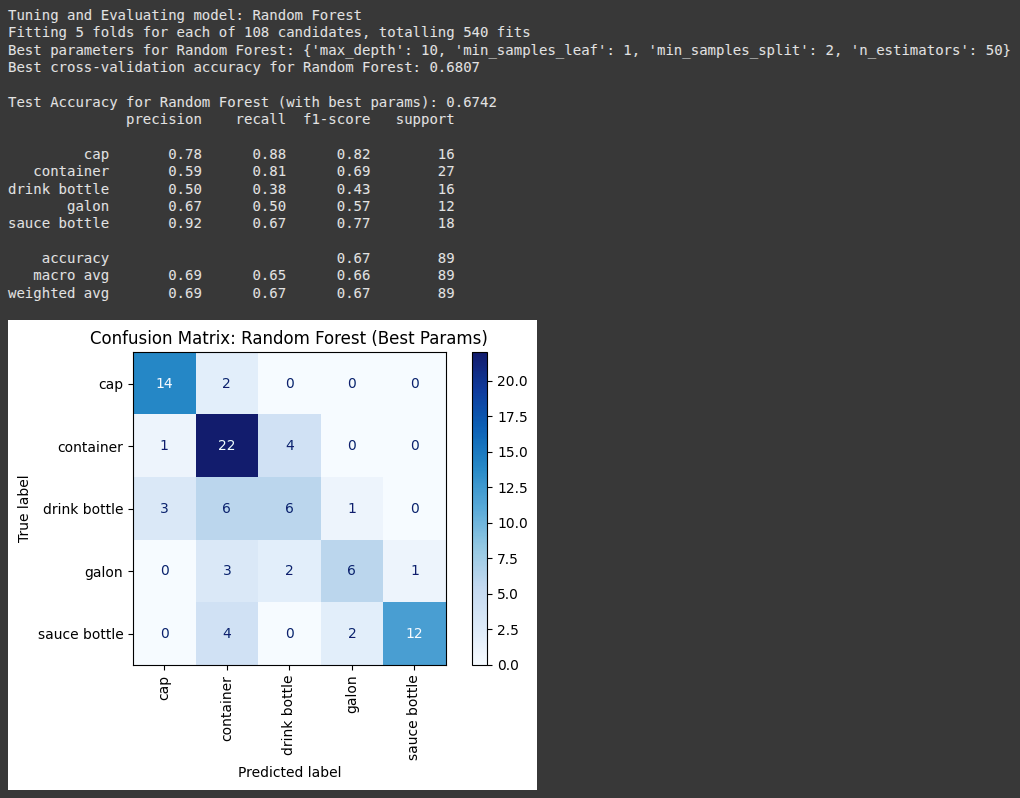 Tuning and Evaluating model: Random Forest
Fitting 5 folds for each of 108 candidates, totalling 540 fits
Best parameters for Random Forest: {'max_depth': 10, 'min_samples_leaf': 1, 'min_samples_split': 2, 'n_estimators': 50}
Best cross-validation accuracy for Random Forest: 0.6807
Test Accuracy for Random Forest (with best params): 0.6742
precision recall f1-score support
cap 0.78 0.88 0.82 16
container 0.59 0.81 0.69 27
drink bottle 0.50 0.38 0.43 16
galon 0.67 0.50 0.57 12
sauce bottle 0.92 0.67 0.77 18
accuracy 0.67 89
macro avg 0.69 0.65 0.66 89
weighted avg 0.69 0.67 0.67 89
Confusion Matrix: Random Forest (Best Params)
True label
cap 14 2 0 0 0
container 1 22 4 0 0
drink bottle 3 6 6 1 0
galon 0 3 2 6 1
sauce bottle 0 4 0 2 12
cap
container
drink bottle
galon
sauce bottle
Predicted label
20.0
17.5
15.0
12.5
10.0
7.5
5.0
2.5
0.0